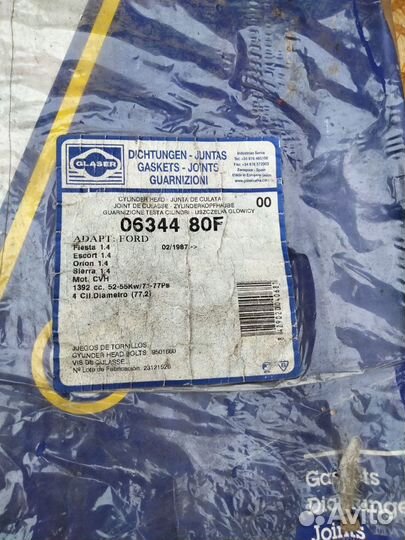 GLASER
DICHTUNGEN - JUNTAS
GASKETS - JOINTS
GUARNIZIONI
CYLINDER HEAD - JUNTA DE CULATA
JOINT DE CULASSE - ZYLINDERKOPFHAUBE
GUARNIZIONE TESTA CILINDRI - USZCZELKA GLOWICY
00
06344 80F
ADAPT: FORD
Fiesta 1.4 02/1987 ->
Escort 1.4
Orion 1.4
Sierra 1.4
Mot. CVH
1392 cc. 52-55Kw/71-77Ps
4 Cil.Diametro (77.2)
JUEGOS DE TORNILLOS
CYLINDER HEAD BOLTS
VIS DE CULASSE
Nº Lote de Fabricación. 23121526
Gaskets
Joints
Avito